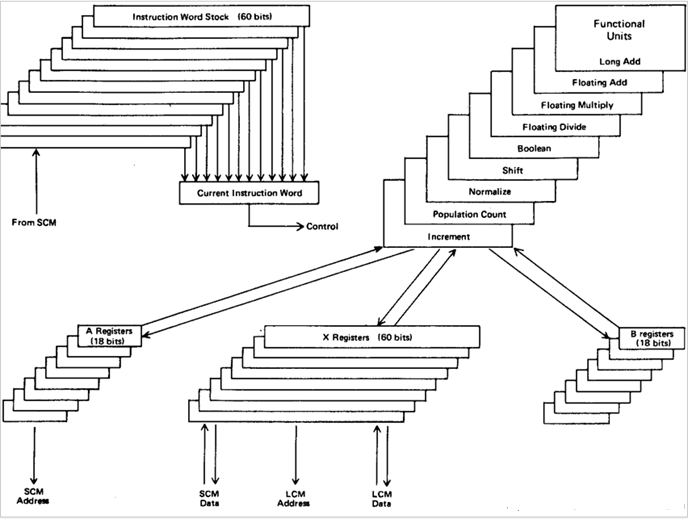 Instruction Word Stock (60 bits)
Functional
Units
Long Add
Floating Add
Floating Multiply
Floating Divide
Boolean
Shift
Normalize
Population Count
Increment
Current Instruction Word
From SCM
Control
A Registers
(18 bits)
X Registers (60 bits)
B registers
(18 bits)
SCM
Address
SCM
Data
LCM
Address
LCM
Data